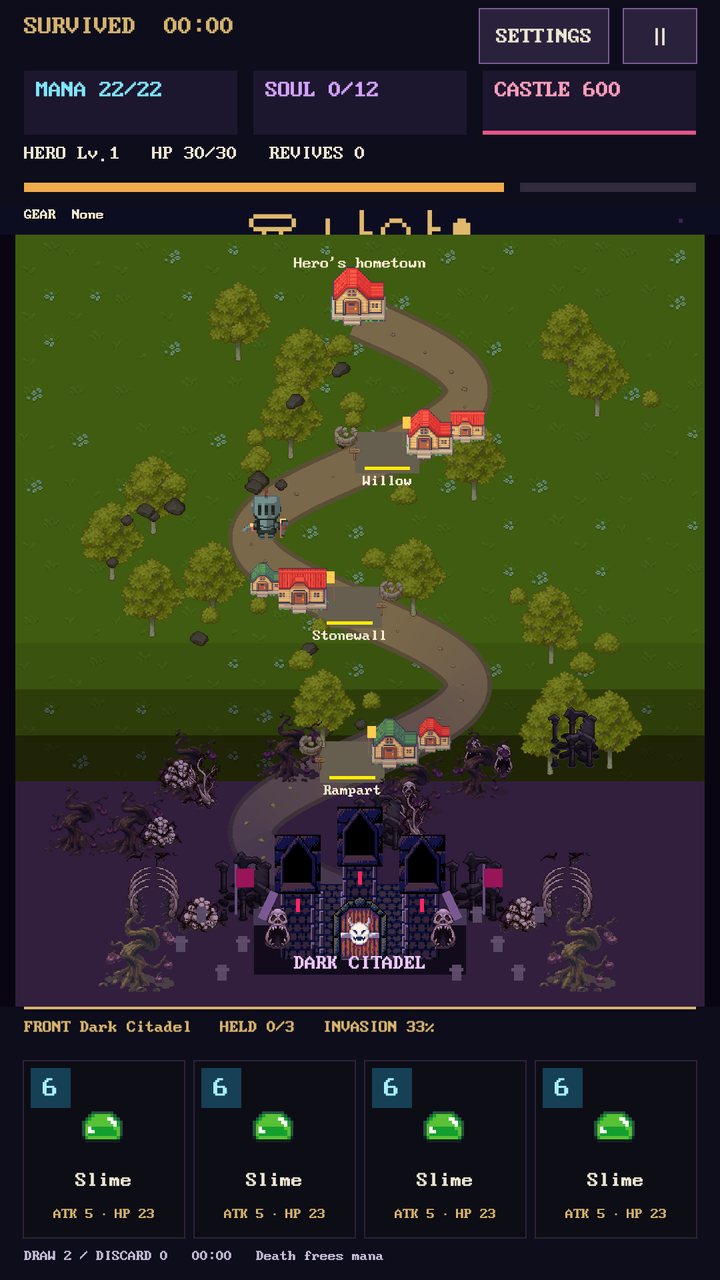 SURVIVED 00:00
SETTINGS
||
MANA 22/22
SOUL 0/12
CASTLE 600
HERO Lv.1 HP 30/30 REVIVES 0
GEAR None
Hero's hometown
Willow
Stonewall
Rampart
DARK CITADEL
FRONT Dark Citadel HELD 0/3 INVASION 33%
6
6
6
6
Slime
Slime
Slime
Slime
ATK 5 · HP 23
ATK 5 · HP 23
ATK 5 · HP 23
ATK 5 · HP 23
DRAW 2 / DISCARD 0 00:00 Death frees mana